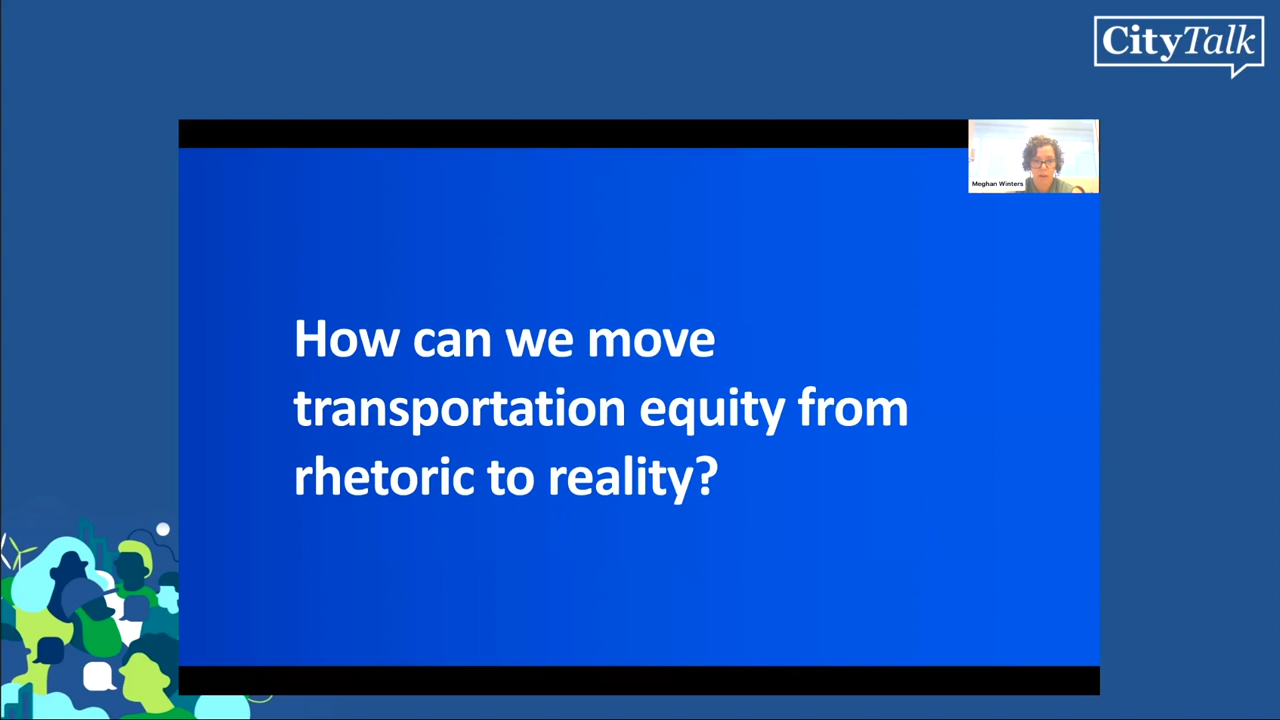 CityTalk
Meghan Winters
How can we move
transportation equity from
rhetoric to reality?